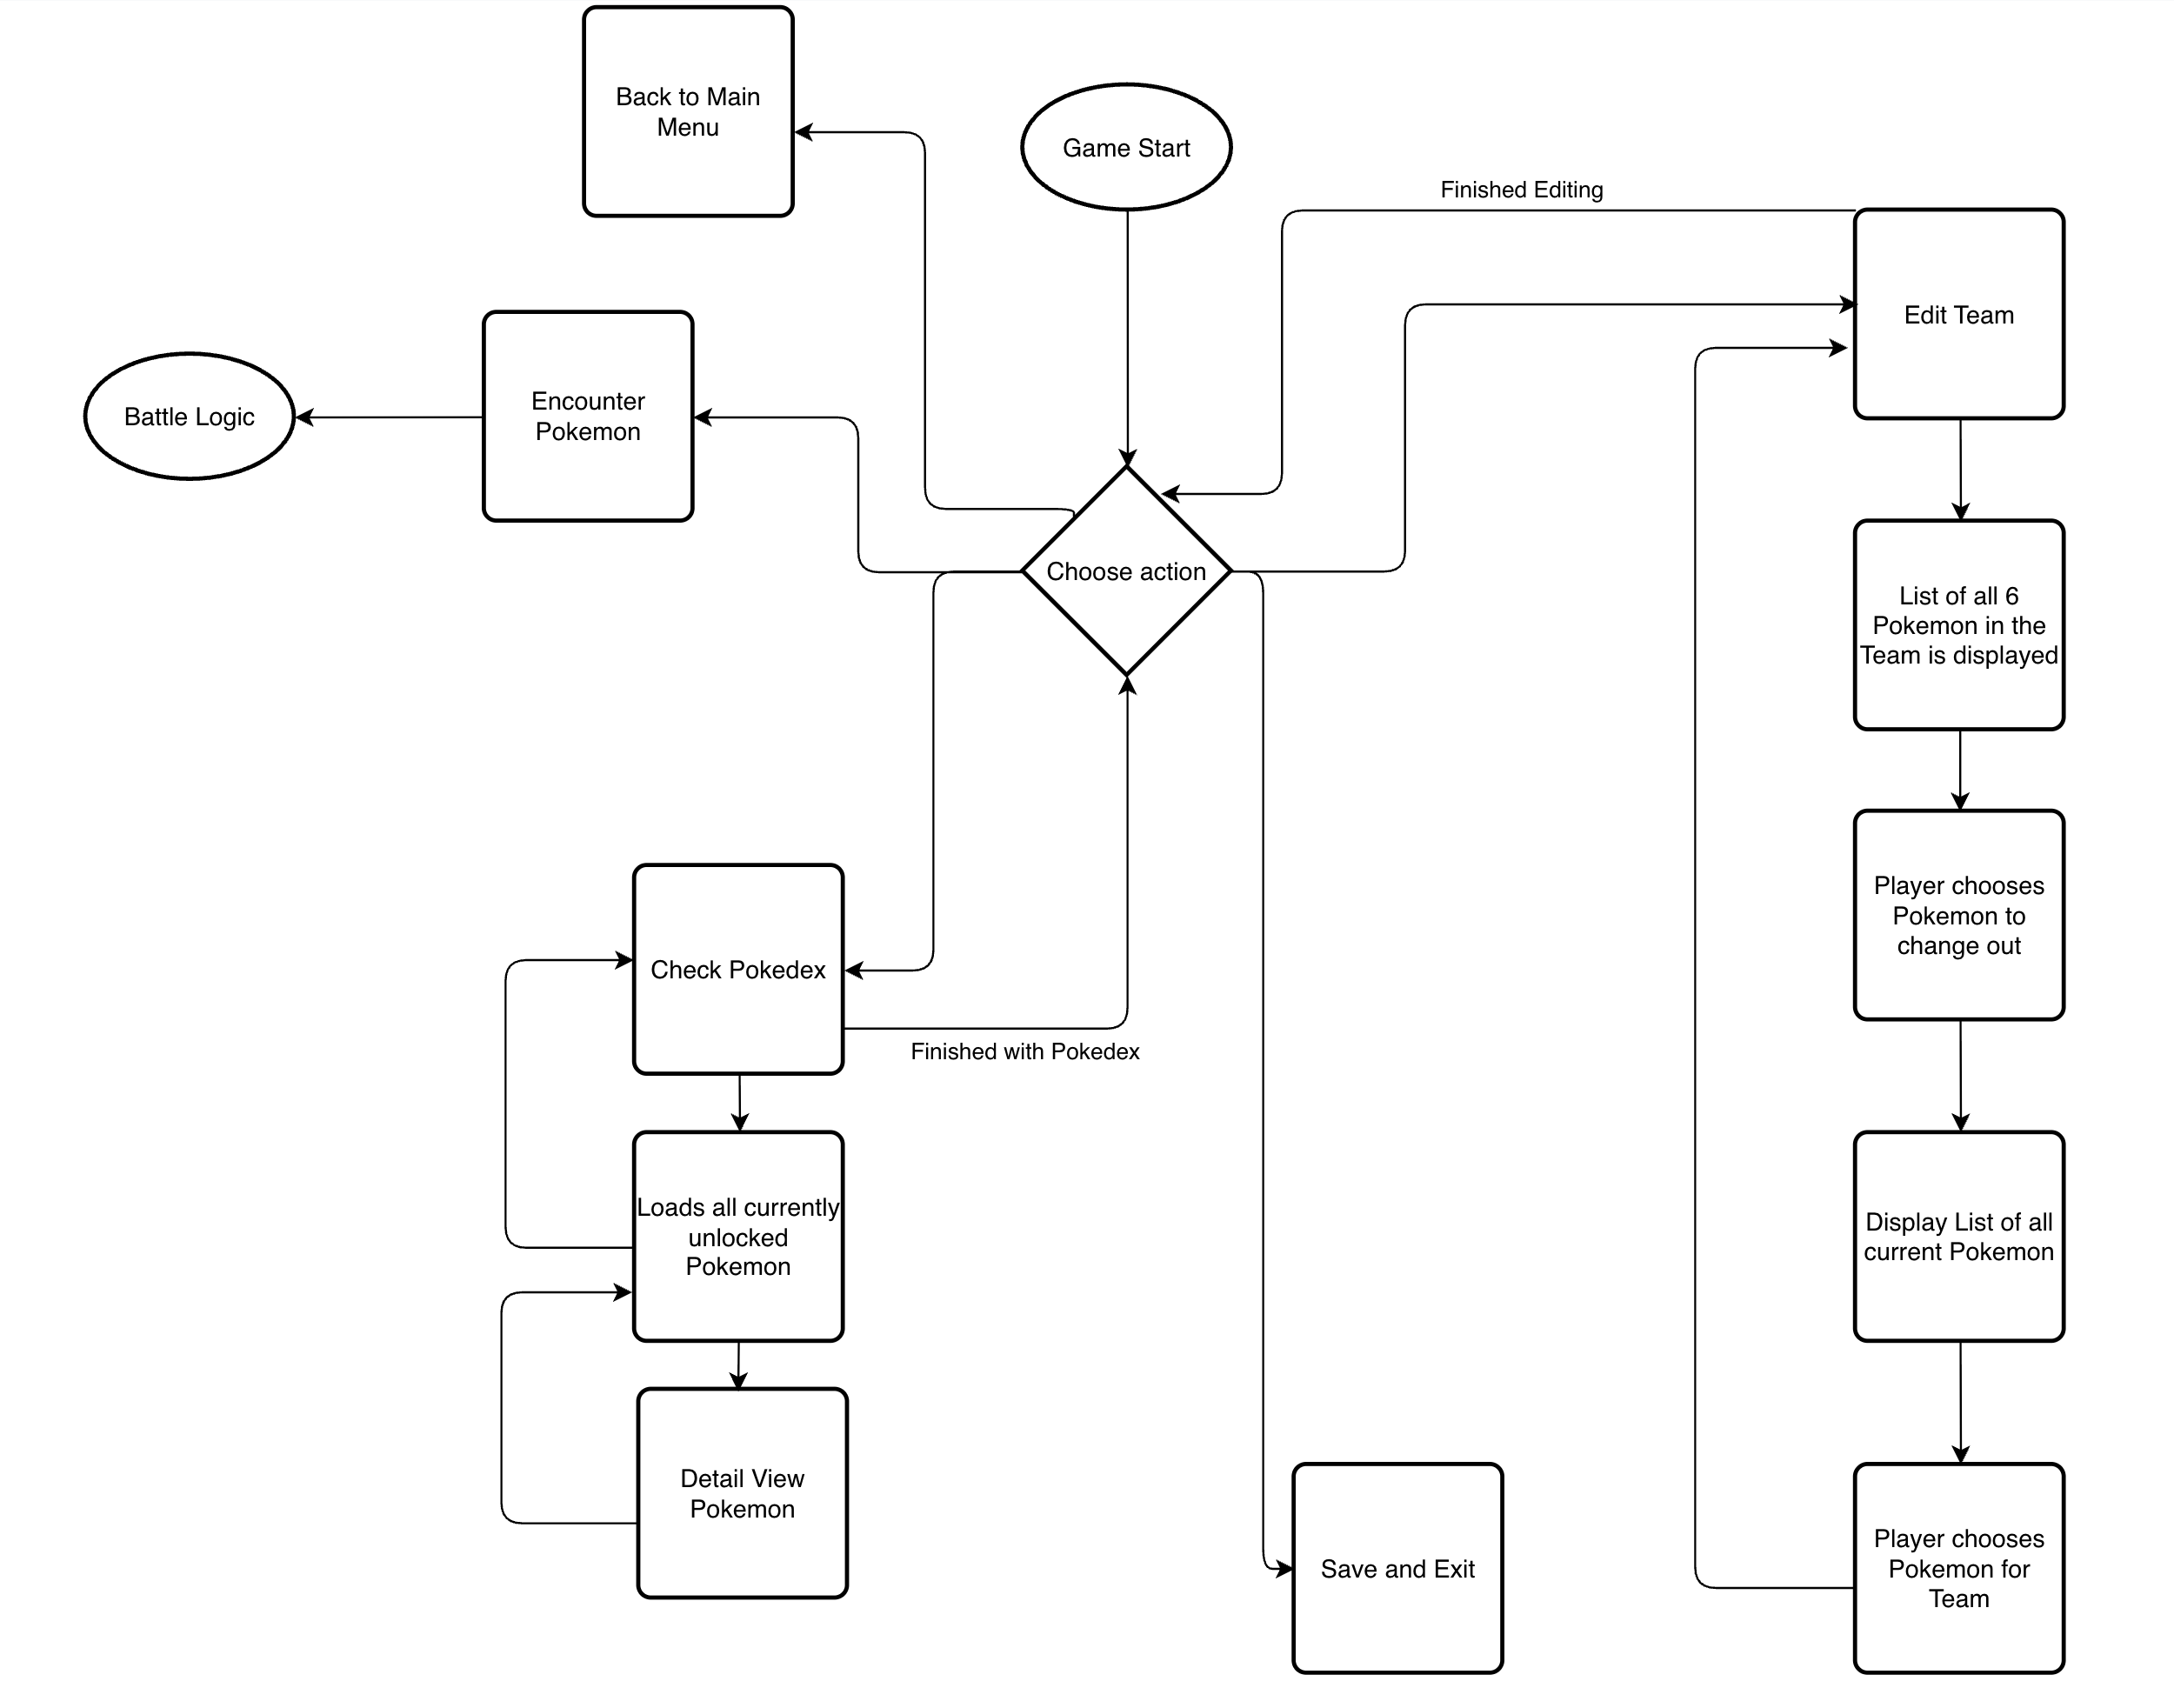 Back to Main
Menu
Game Start
Finished Editing
Edit Team
Encounter
Pokemon
Battle Logic
Choose action
List of all 6
Pokemon in the
Team is displayed
Player chooses
Pokemon to
change out
Check Pokedex
Finished with Pokedex
Loads all currently
unlocked
Pokemon
Display List of all
current Pokemon
Detail View
Pokemon
Save and Exit
Player chooses
Pokemon for
Team